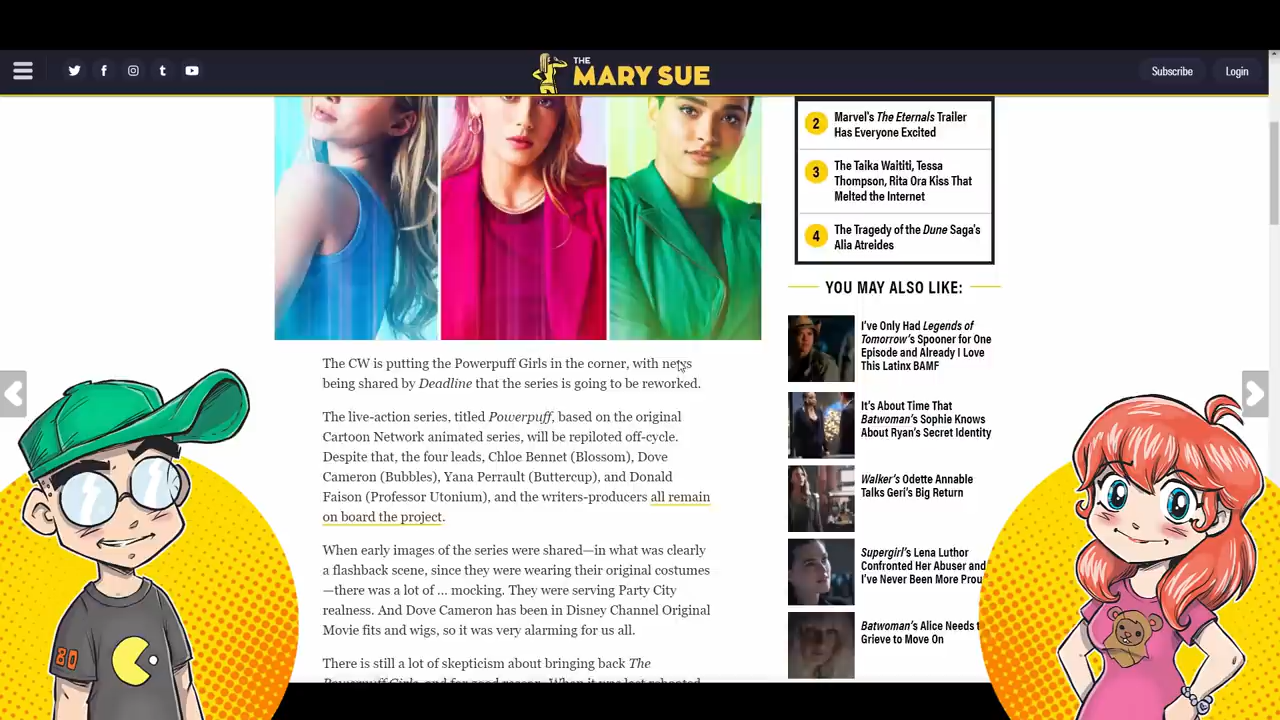 THE
MARY SUE
Subscribe
Login
2
Marvel's The Eternals Trailer
Has Everyone Excited
3
The Taika Waititi, Tessa
Thompson, Rita Ora Kiss That
Melted the Internet
4
The Tragedy of the Dune Saga's
Alia Atreides
YOU MAY ALSO LIKE:
I've Only Had Legends of
Tomorrow's Spooner for One
Episode and Already I Love
This Latinx BAMF
It's About Time That
Batwoman's Sophie Knows
About Ryan's Secret Identity
Walker's Odette Annable
Talks Geri's Big Return
Supergirl's Lena Luthor
Confronted Her Abuser and
I've Never Been More
Batwoman's Alice Needs
Grieve to Move On
The CW is putting the Powerpuff Girls in the corner, with news
being shared by Deadline that the series is going to be reworked.
The live-action series, titled Powerpuff, based on the original
Cartoon Network animated series, will be repiloted off-cycle.
Despite that, the four leads, Chloe Bennet (Blossom), Dove
Cameron (Bubbles), Yana Perrault (Buttercup), and Donald
Faison (Professor Utonium), and the writers-producers all remain
on board the project.
When early images of the series were shared—in what was clearly
a flashback scene, since they were wearing their original costumes
—there was a lot of ... mocking. They were serving Party City
realness. And Dove Cameron has been in Disney Channel Original
Movie fits and wigs, so it was very alarming for us all.
There is still a lot of skepticism about bringing back The
80